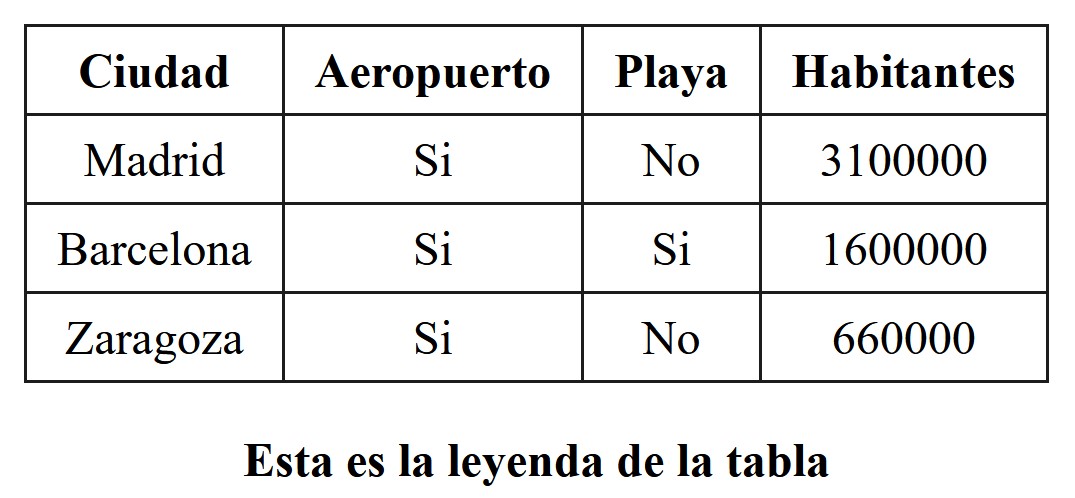 Ciudad Aeropuerto Playa Habitantes
Madrid Si No 3100000
Barcelona Si Si 1600000
Zaragoza Si No 660000
Esta es la leyenda de la tabla